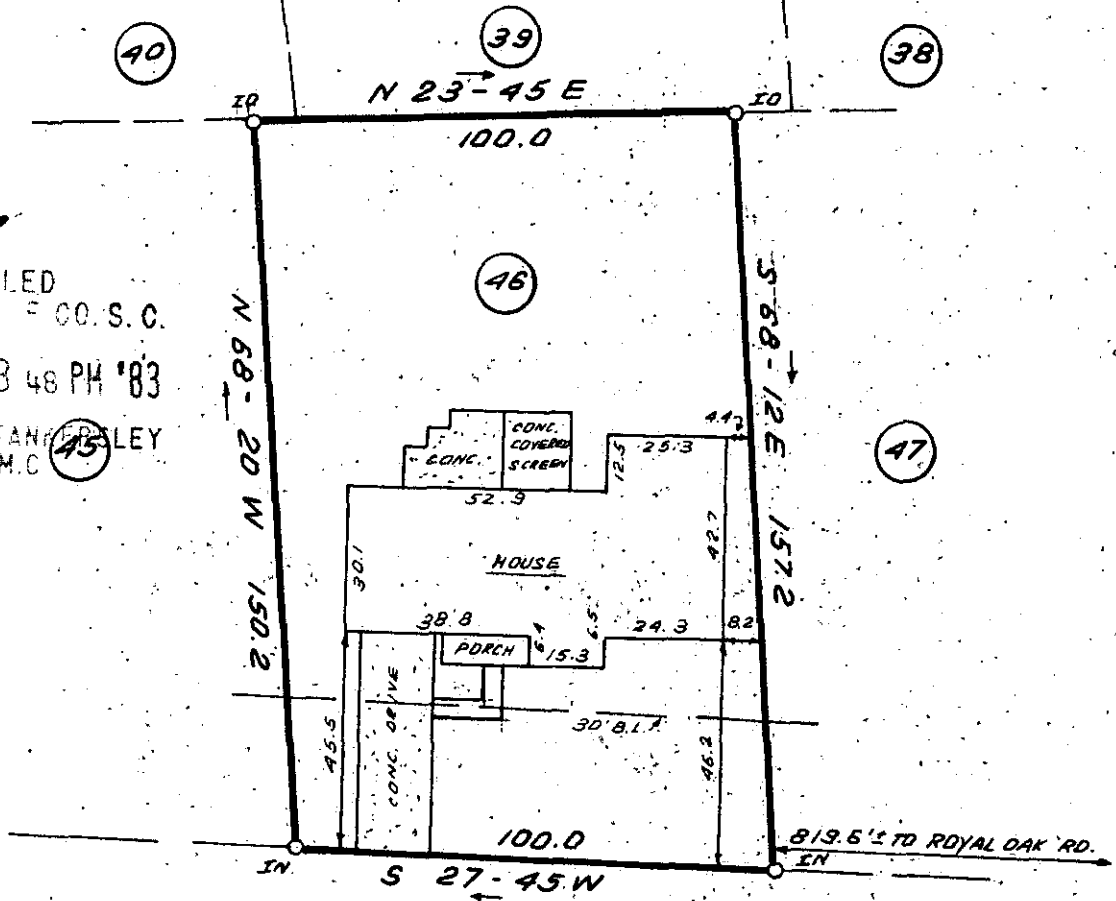 40
39
38
IO
N 23-45 E
IO
100.0
LED
CO. S. C.
48 PM '83
46
N 68-20 W 150.2
S 68-12 E 157.2
45
M.C
47
CONC.
CONC. COVERED SCREEN
12.5
25.3
4.4
52.9
30.1
HOUSE
42.7
38.8
PORCH
6.4
15.3
6.5
24.3
8.2
CONC. DRIVE
45.5
30' B.L.
46.2
100.0
819.6'± TO ROYAL OAK RD.
IN
IN
S 27-45 W